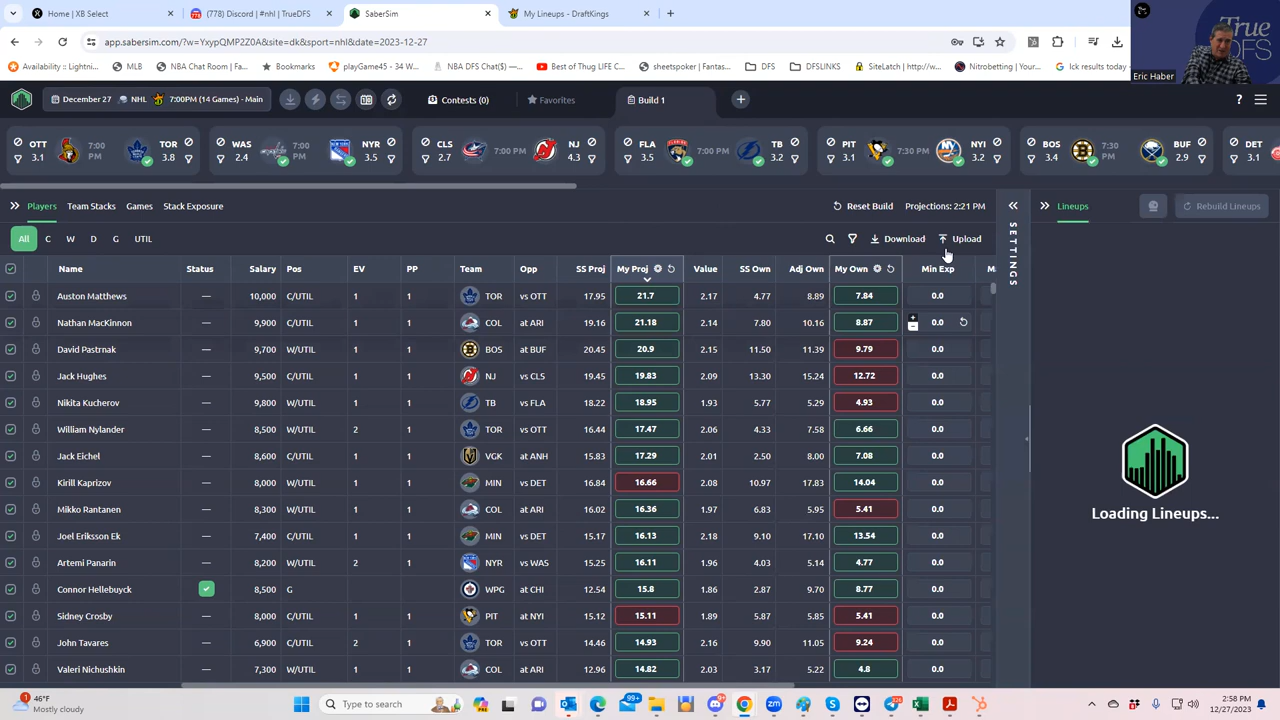 Home | XB Select
(778) Discord | #nhl | TrueDFS
SaberSim
My Lineups - DraftKings
app.sabersim.com/?w=YxypQMP2Z0A&site=dk&sport=nhl&date=2023-12-27
Availability :: Lightni...
MLB
NBA Chat Room | Fa...
Bookmarks
playGame45 - 34 W...
NBA DFS Chat($) —...
Best of Thug LIFE C...
sheetspoker | Fanta...
DFS
DFSLINKS
SiteLatch | http://w...
Nitrobetting | Your...
Ick results today...
True
DFS
Eric Haber
December 27
NHL
7:00PM (14 Games) - Main
Contests (0)
Favorites
Build 1
OTT 3.1 7:00 PM TOR 3.8
WAS 2.4 7:00 PM NYR 3.5
CLS 2.7 7:00 PM NJ
FLA 3.5 7:00 PM TB 3.2
PIT 3.1 7:30 PM NYI 3.2
BOS 3.4 7:30 PM BUF 2.9
DET 3.1
Players Team Stacks Games Stack Exposure
Reset Build Projections: 2:21 PM
Lineups
Rebuild Lineups
All C W D G UTIL
Download Upload
SETTINGS
Name Status Salary Pos EV PP Team Opp SS Proj My Proj Value SS Own Adj Own My Own Min Exp
Auston Matthews — 10,000 C/UTIL 1 1 TOR vs OTT 17.95 21.7 2.17 4.77 8.89 7.84 0.0
Nathan MacKinnon — 9,900 C/UTIL 1 1 COL at ARI 19.16 21.18 2.14 7.80 10.16 8.87 0.0
David Pastrnak — 9,700 W/UTIL 1 1 BOS at BUF 20.45 20.9 2.15 11.50 11.39 9.79 0.0
Jack Hughes — 9,500 C/UTIL 1 1 NJ vs CLS 19.45 19.83 2.09 13.30 15.24 12.72 0.0
Nikita Kucherov — 9,800 W/UTIL 1 1 TB vs FLA 18.22 18.95 1.93 5.77 5.29 4.93 0.0
William Nylander — 8,500 W/UTIL 2 1 TOR vs OTT 16.44 17.47 2.06 4.33 7.58 6.66 0.0
Jack Eichel — 8,600 C/UTIL 1 1 VGK at ANH 15.83 17.29 2.01 2.50 8.00 7.08 0.0
Kirill Kaprizov — 8,000 W/UTIL 1 1 MIN vs DET 16.84 16.66 2.08 10.97 17.83 14.04 0.0
Mikko Rantanen — 8,300 W/UTIL 1 1 COL at ARI 16.02 16.36 1.97 6.83 5.95 5.41 0.0
Joel Eriksson Ek — 7,400 C/UTIL 1 1 MIN vs DET 15.17 16.13 2.18 9.10 17.10 13.54 0.0
Artemi Panarin — 8,200 W/UTIL 2 1 NYR vs WAS 15.25 16.11 1.96 4.03 5.14 4.77 0.0
Connor Hellebuyck 8,500 G WPG at CHI 12.54 15.8 1.86 2.87 9.70 8.77 0.0
Sidney Crosby — 8,000 C/UTIL 1 1 PIT at NYI 15.12 15.11 1.89 5.87 5.85 5.41 0.0
John Tavares — 6,900 C/UTIL 2 1 TOR vs OTT 14.46 14.93 2.16 9.90 11.05 9.24 0.0
Valeri Nichushkin — 7,300 W/UTIL 1 1 COL at ARI 12.96 14.82 2.03 3.17 5.22 4.8 0.0
Loading Lineups...
46°F
Mostly cloudy
Type here to search
99+
2:58 PM
12/27/2023